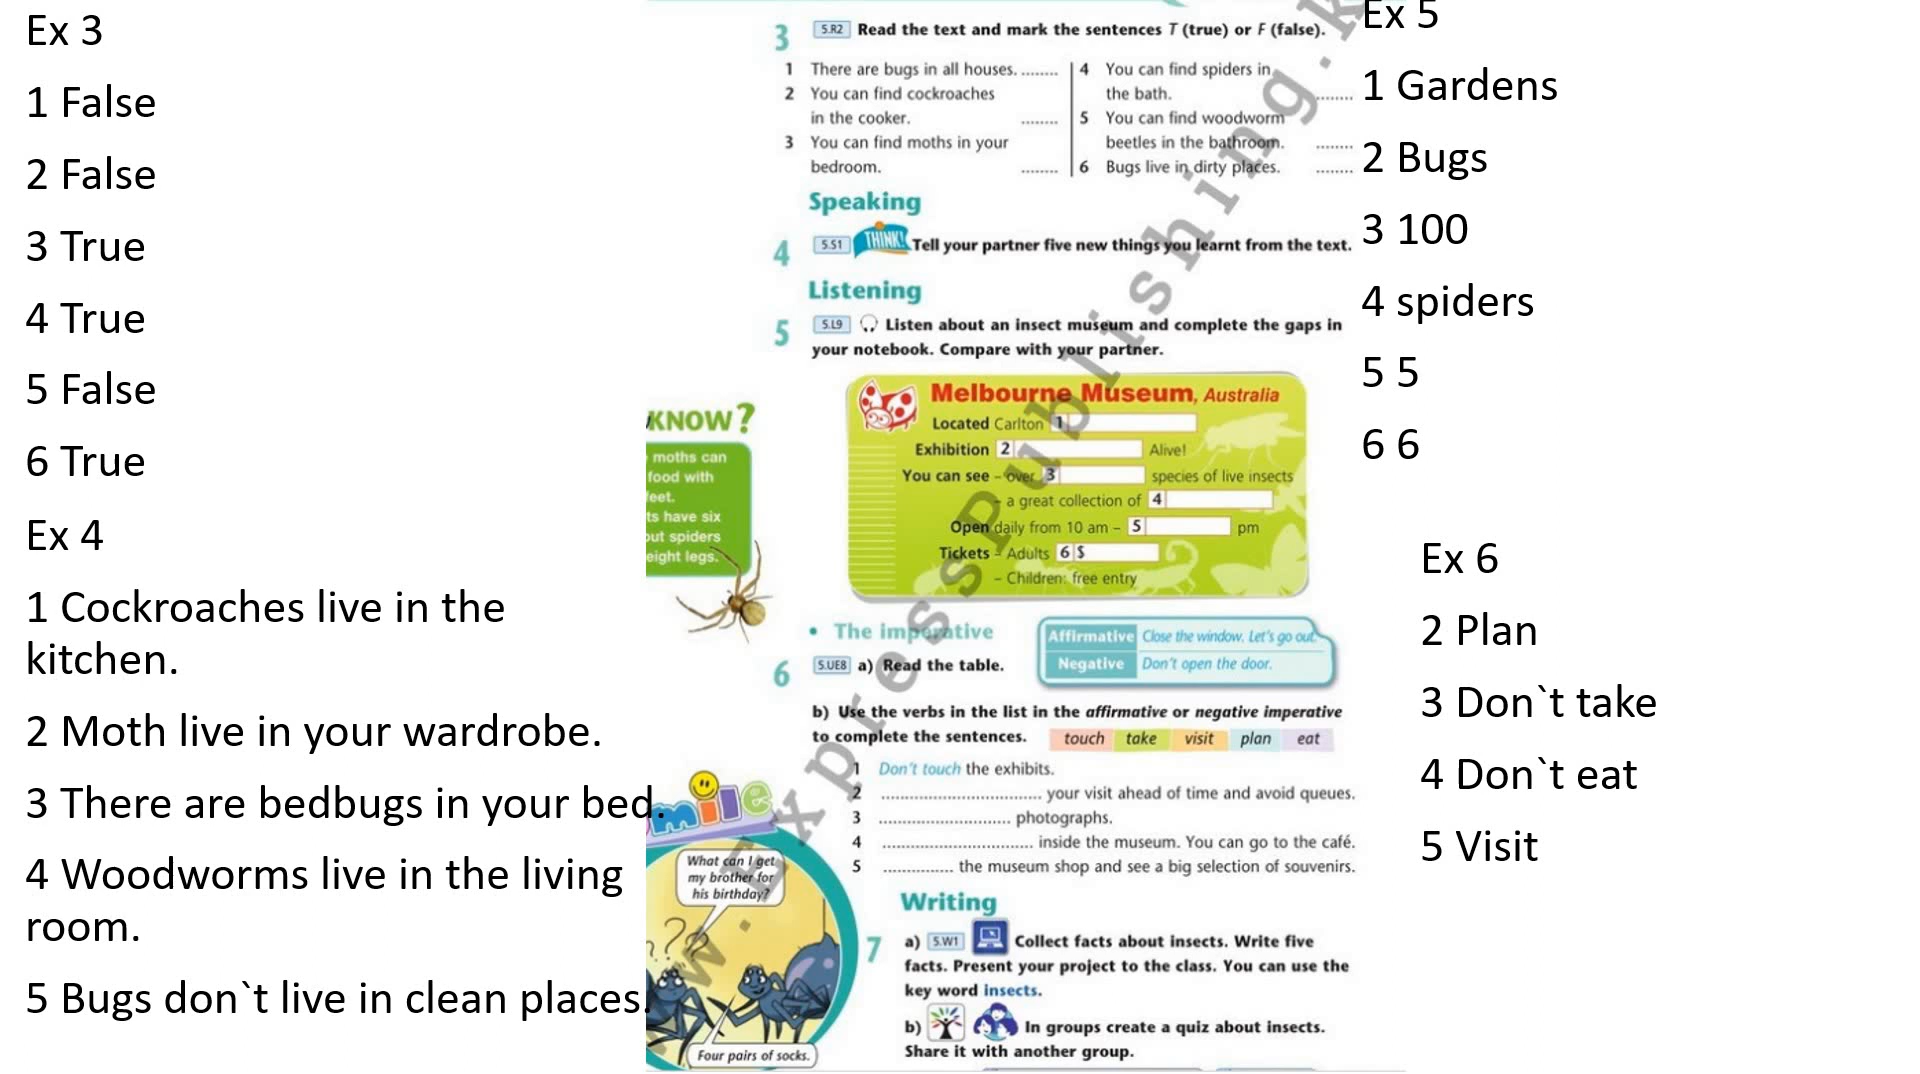 Ex 3
1 False
2 False
3 True
4 True
5 False
6 True
Ex 4
1 Cockroaches live in the
kitchen.
2 Moth live in your wardrobe.
3 There are bedbugs in your bed.
4 Woodworms live in the living
room.
5 Bugs don`t live in clean places.
3 5.R2 Read the text and mark the sentences T (true) or F (false).
1 There are bugs in all houses. ........
2 You can find cockroaches
in the cooker. ........
3 You can find moths in your
bedroom. ........
4 You can find spiders in
the bath. ........
5 You can find woodworm
beetles in the bathroom. ........
6 Bugs live in dirty places. ........
Speaking
4 5.S1 THINK! Tell your partner five new things you learnt from the text.
Listening
5 5.L9 Listen about an insect museum and complete the gaps in
your notebook. Compare with your partner.
Melbourne Museum, Australia
Located Carlton 1
Exhibition 2 Alive!
You can see – over 3 species of live insects
– a great collection of 4
Open daily from 10 am – 5 pm
Tickets – Adults 6 $
– Children: free entry
KNOW?
moths can
food with
feet.
ts have six
but spiders
eight legs.
• The imperative
Affirmative Close the window. Let's go out.
Negative Don't open the door.
6 5.UE8 a) Read the table.
b) Use the verbs in the list in the affirmative or negative imperative
to complete the sentences. touch take visit plan eat
1 Don't touch the exhibits.
2 ................................ your visit ahead of time and avoid queues.
3 .......................... photographs.
4 .............................. inside the museum. You can go to the café.
5 .............. the museum shop and see a big selection of souvenirs.
mile
What can I get
my brother for
his birthday?
Four pairs of socks.
Writing
7 a) 5.W1 Collect facts about insects. Write five
facts. Present your project to the class. You can use the
key word insects.
b) In groups create a quiz about insects.
Share it with another group.
w.ExpressPublishing.k
Ex 5
1 Gardens
2 Bugs
3 100
4 spiders
5 5
6 6
Ex 6
2 Plan
3 Don`t take
4 Don`t eat
5 Visit